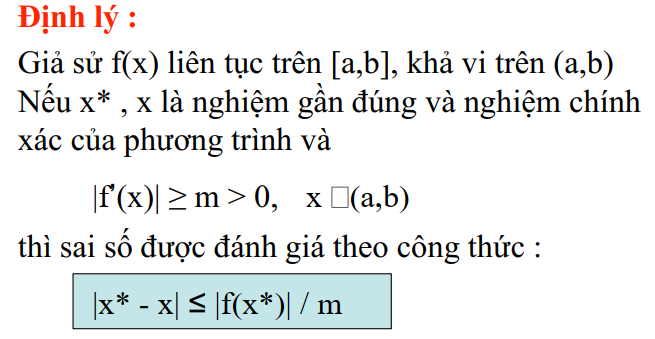 Định lý :
Giả sử f(x) liên tục trên [a,b], khả vi trên (a,b)
Nếu x* , x là nghiệm gần đúng và nghiệm chính
xác của phương trình và
|f'(x)| ≥ m > 0, x □(a,b)
thì sai số được đánh giá theo công thức :
|x* - x| ≤ |f(x*)| / m